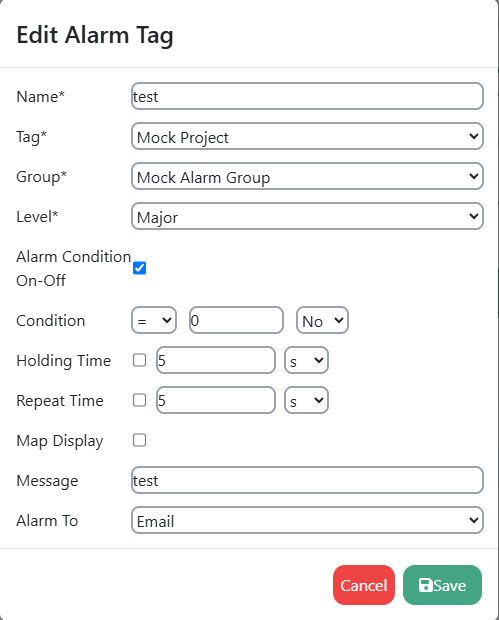 Edit Alarm Tag
Name* test
Tag* Mock Project
Group* Mock Alarm Group
Level* Major
Alarm Condition
On-Off
Condition = 0 No
Holding Time 5 s
Repeat Time 5 s
Map Display
Message test
Alarm To Email
Cancel Save